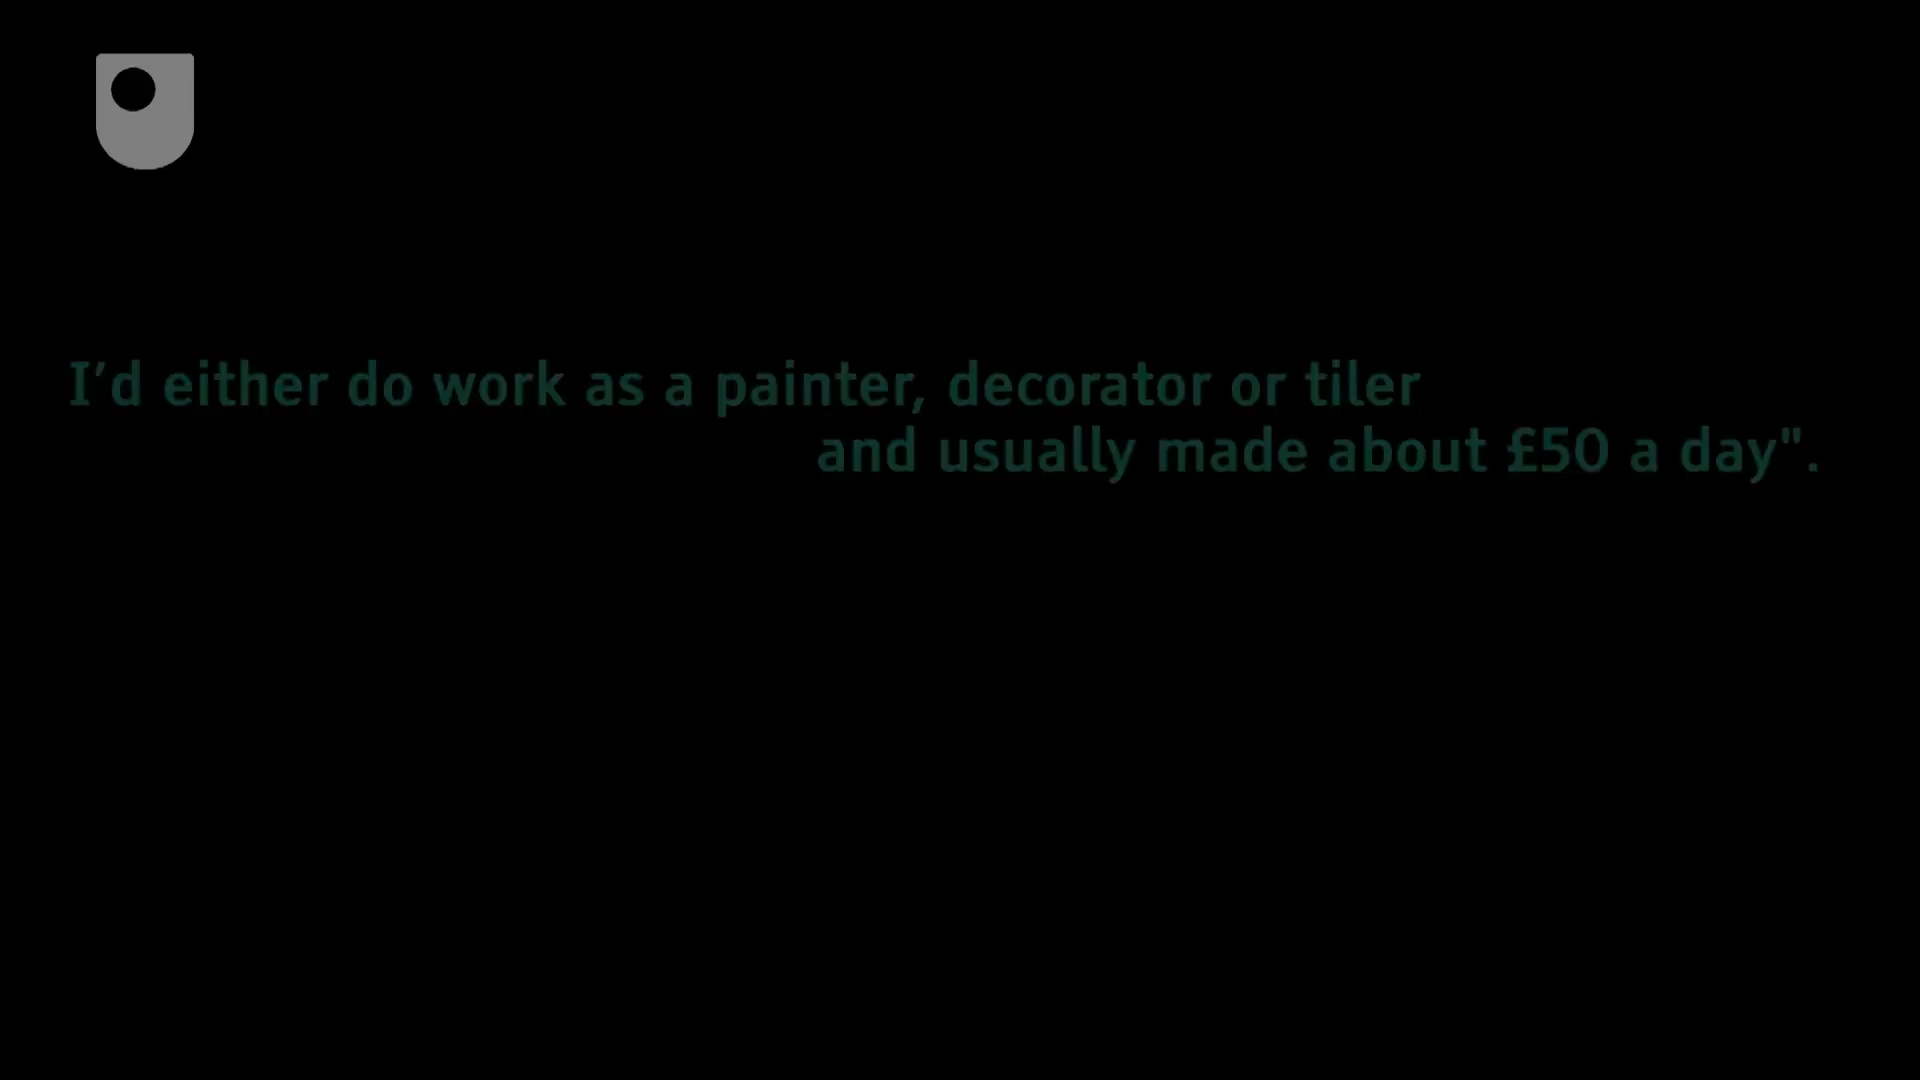 I’d either do work as a painter, decorator or tiler
and usually made about £50 a day".